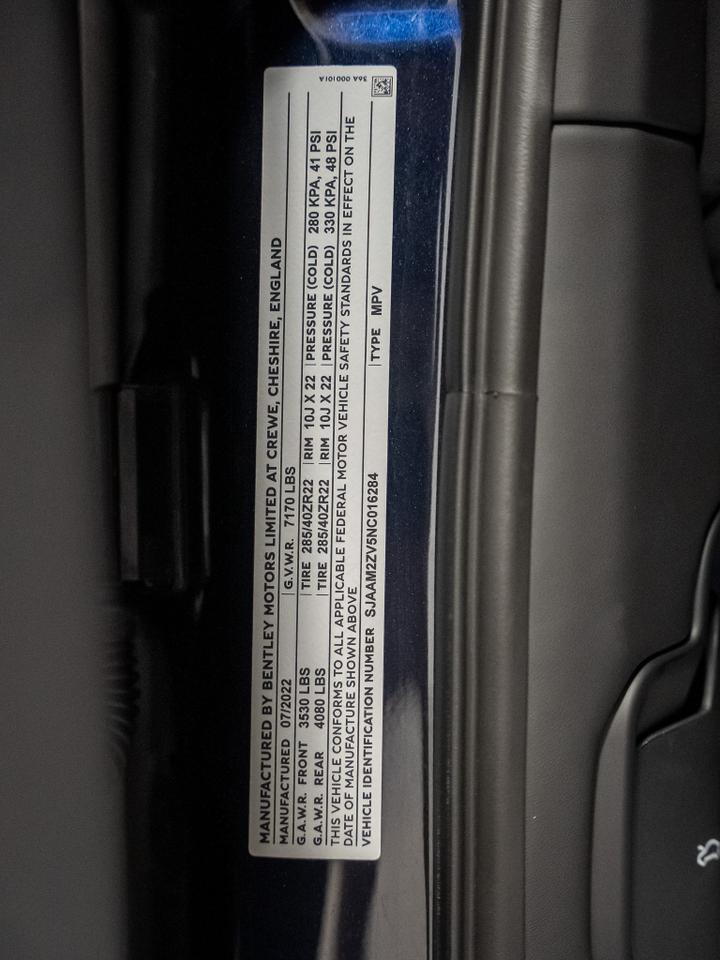 MANUFACTURED BY BENTLEY MOTORS LIMITED AT CREWE, CHESHIRE, ENGLAND
MANUFACTURED 07/2022 G.V.W.R. 7170 LBS
G.A.W.R. FRONT 3530 LBS TIRE 285/40ZR22 RIM 10J X 22 PRESSURE (COLD) 280 KPA, 41 PSI
G.A.W.R. REAR 4080 LBS TIRE 285/40ZR22 RIM 10J X 22 PRESSURE (COLD) 330 KPA, 48 PSI
THIS VEHICLE CONFORMS TO ALL APPLICABLE FEDERAL MOTOR VEHICLE SAFETY STANDARDS IN EFFECT ON THE
DATE OF MANUFACTURE SHOWN ABOVE
VEHICLE IDENTIFICATION NUMBER SJAAM2ZV5NC016284 TYPE MPV
36A 000101A